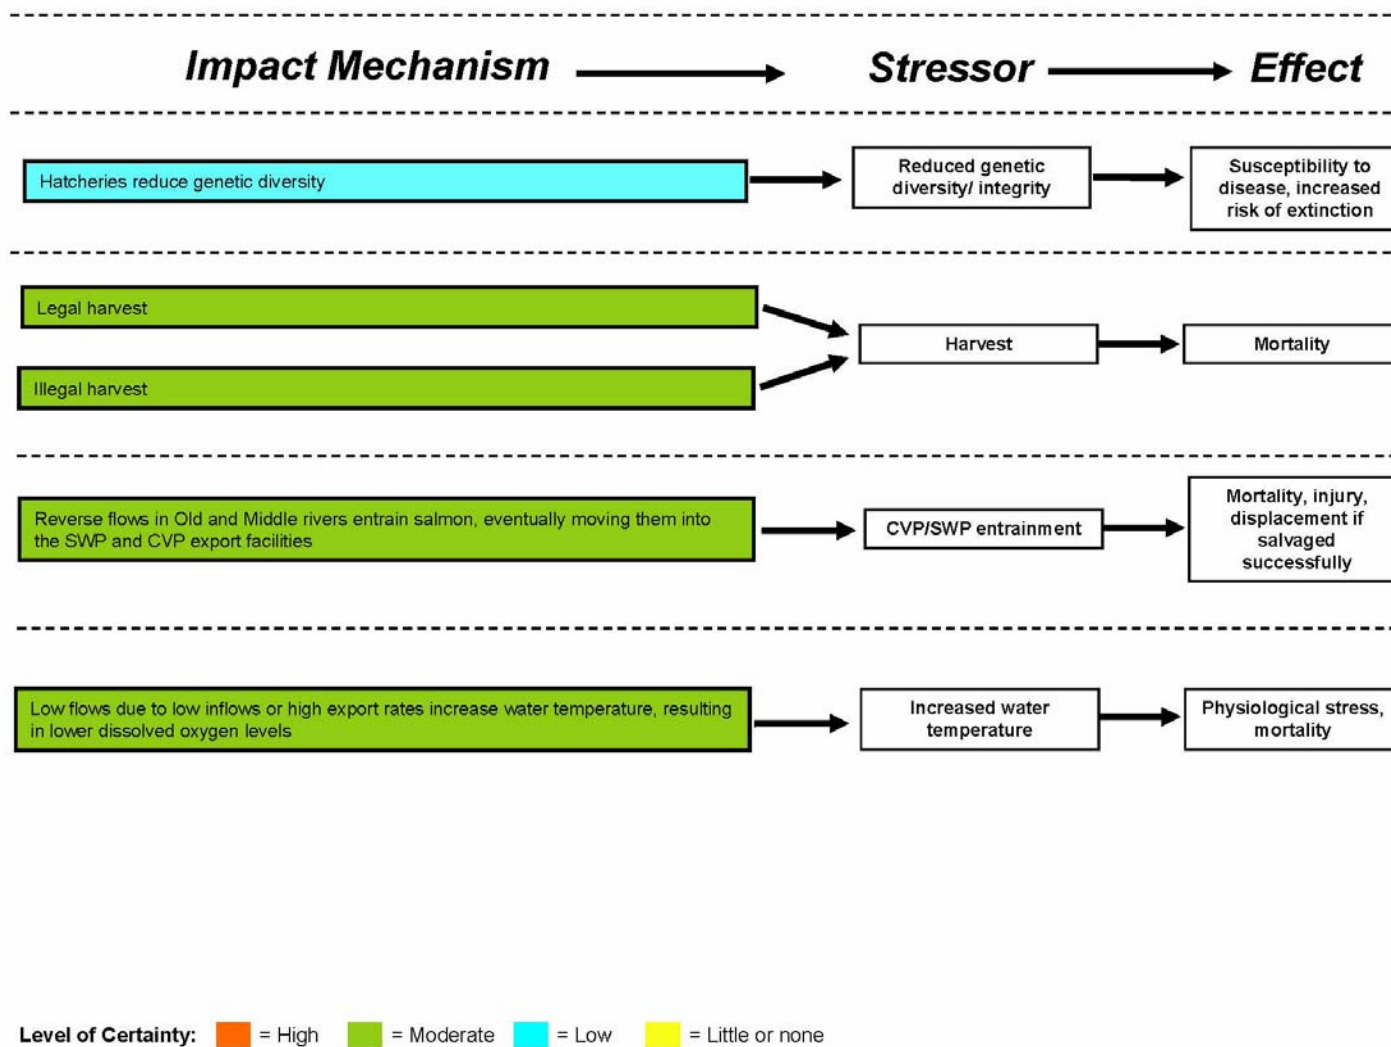 Impact Mechanism
Stressor
Effect
Hatcheries reduce genetic diversity
Reduced genetic
diversity/ integrity
Susceptibility to
disease, increased
risk of extinction
Legal harvest
Illegal harvest
Harvest
Mortality
Reverse flows in Old and Middle rivers entrain salmon, eventually moving them into
the SWP and CVP export facilities
CVP/SWP entrainment
Mortality, injury,
displacement if
salvaged
successfully
Low flows due to low inflows or high export rates increase water temperature, resulting
in lower dissolved oxygen levels
Increased water
temperature
Physiological stress,
mortality
Level of Certainty: = High = Moderate = Low = Little or none